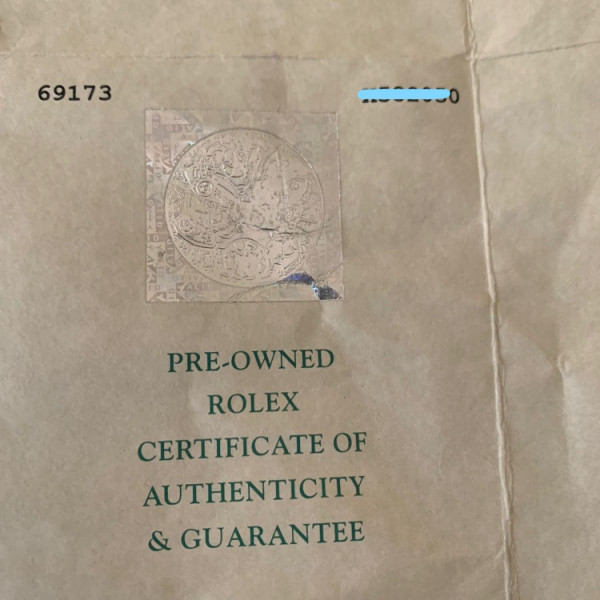 69173
PRE-OWNED
ROLEX
CERTIFICATE OF
AUTHENTICITY
& GUARANTEE